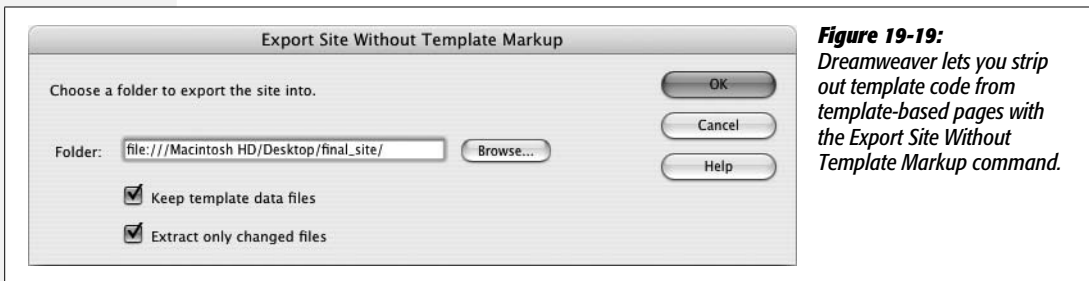 Export Site Without Template Markup
Choose a folder to export the site into.
Folder:
file:///Macintosh HD/Desktop/final_site/
Browse...
Keep template data files
Extract only changed files
OK
Cancel
Help
Figure 19-19:
Dreamweaver lets you strip
out template code from
template-based pages with
the Export Site Without
Template Markup command.